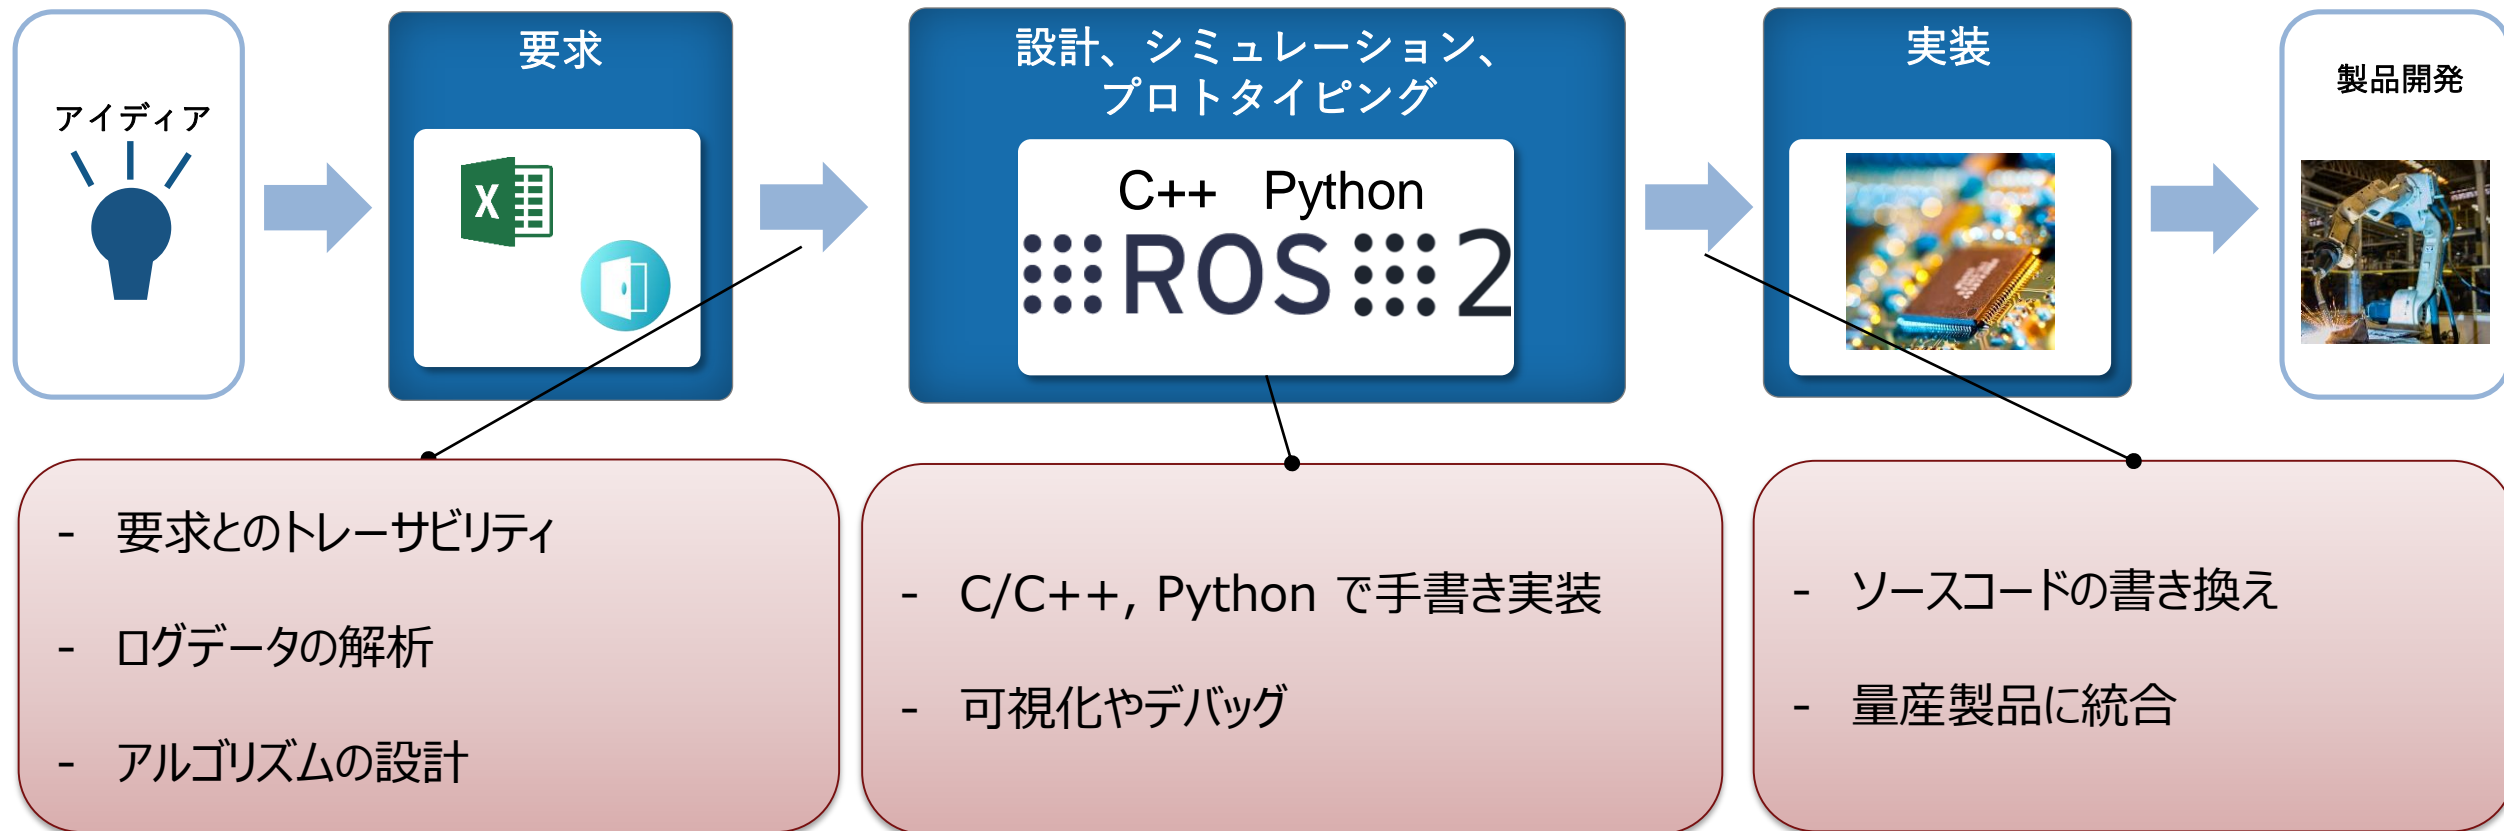 アイディア
要求
X
設計、シミュレーション、
プロトタイピング
C++ Python
ROS 2
実装
製品開発
- 要求とのトレーサビリティ
- ログデータの解析
- アルゴリズムの設計
- C/C++, Python で手書き実装
- 可視化やデバッグ
- ソースコードの書き換え
- 量産製品に統合